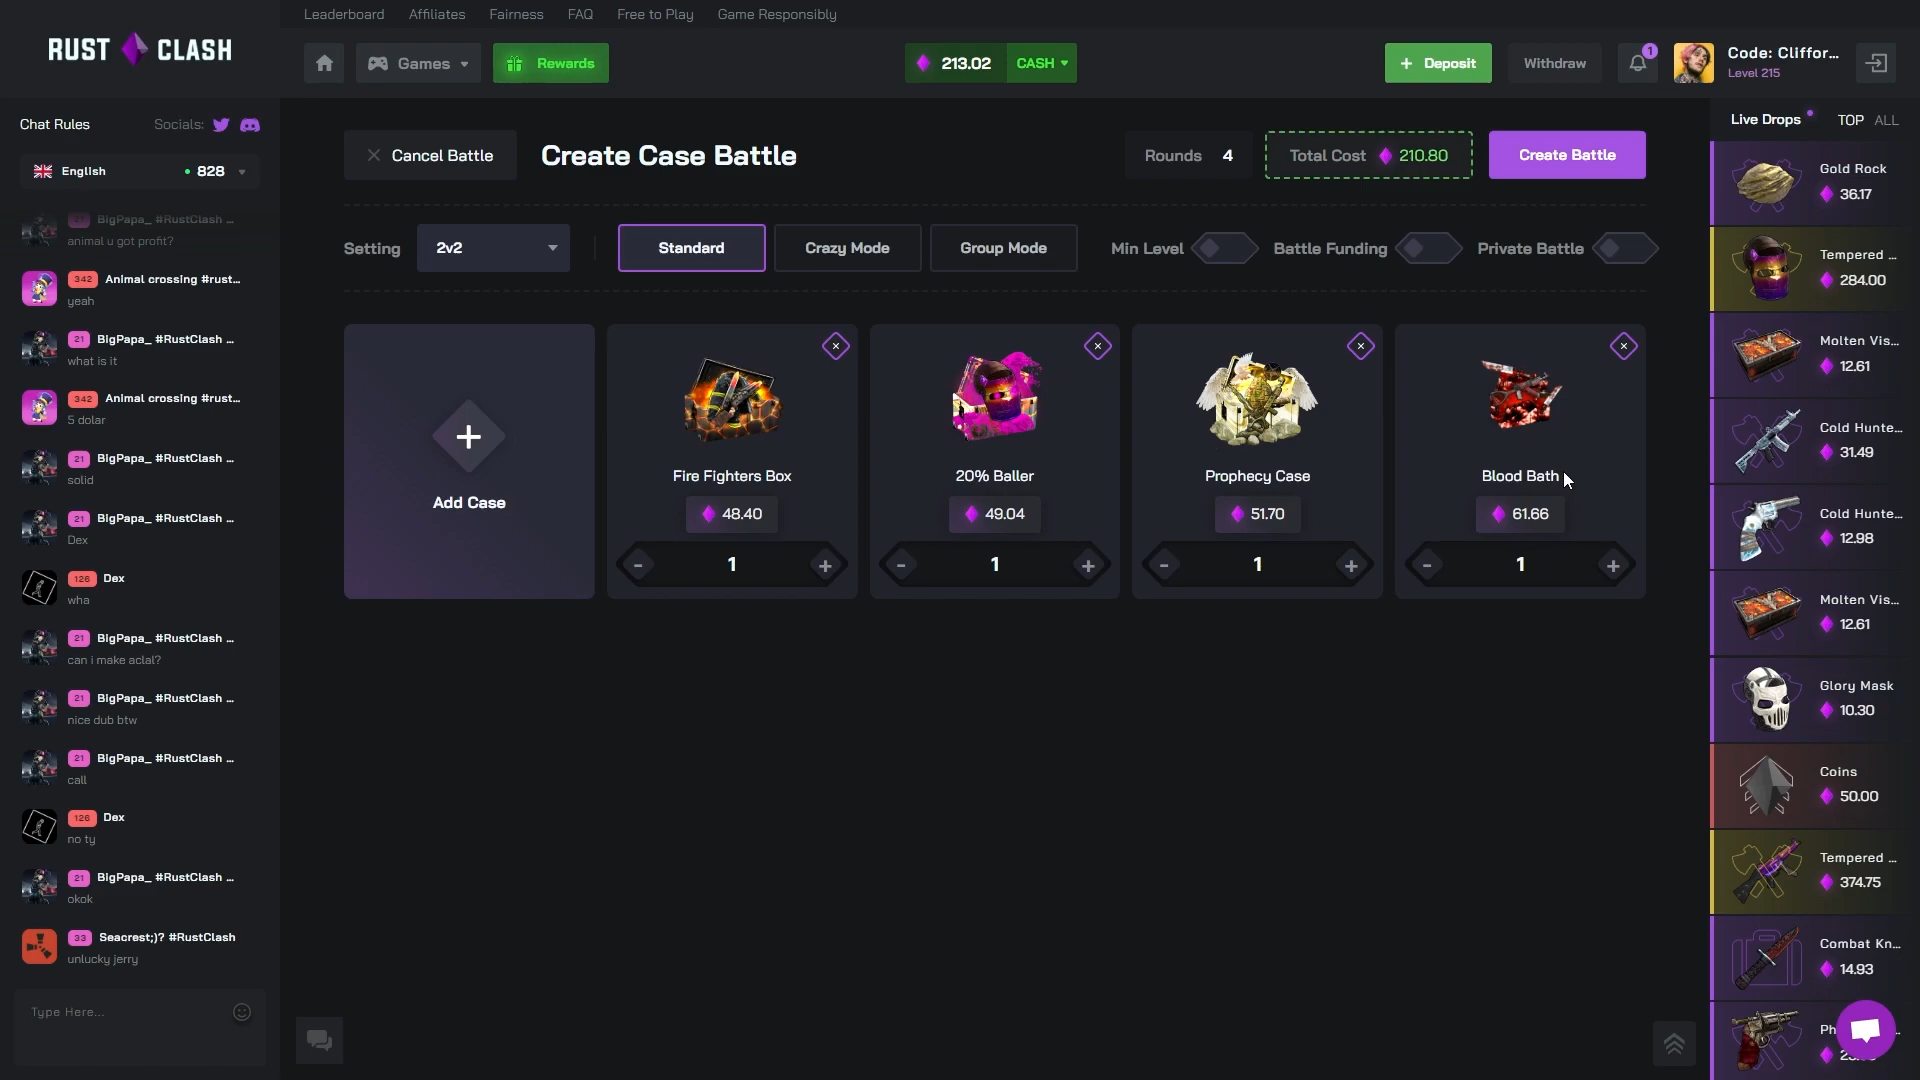 Leaderboard Affiliates Fairness FAQ Free to Play Game Responsibly
RUST CLASH
Games
Rewards
213.02
CASH
+ Deposit
Withdraw
1
Code: Cliffor...
Level 215
Chat Rules
Socials:
English
828
BigPapa_ #RustClash ...
animal u got profit?
342 Animal crossing #rust...
yeah
21 BigPapa_ #RustClash ...
what is it
342 Animal crossing #rust...
5 dolar
21 BigPapa_ #RustClash ...
solid
21 BigPapa_ #RustClash ...
Dex
126 Dex
wha
21 BigPapa_ #RustClash ...
can i make aclal?
21 BigPapa_ #RustClash ...
nice dub btw
21 BigPapa_ #RustClash ...
call
126 Dex
no ty
21 BigPapa_ #RustClash ...
okok
33 Seacrest;)? #RustClash
unlucky jerry
Type Here...
Cancel Battle
Create Case Battle
Rounds 4
Total Cost 210.80
Create Battle
Setting
2v2
Standard
Crazy Mode
Group Mode
Min Level
Battle Funding
Private Battle
+
Add Case
Fire Fighters Box
48.40
- 1 +
20% Baller
49.04
- 1 +
Prophecy Case
51.70
- 1 +
Blood Bath
61.66
- 1 +
Live Drops
TOP ALL
Gold Rock
36.17
Tempered ...
284.00
Molten Vis...
12.61
Cold Hunte...
31.49
Cold Hunte...
12.98
Molten Vis...
12.61
Glory Mask
10.30
Coins
50.00
Tempered ...
374.75
Combat Kn...
14.93